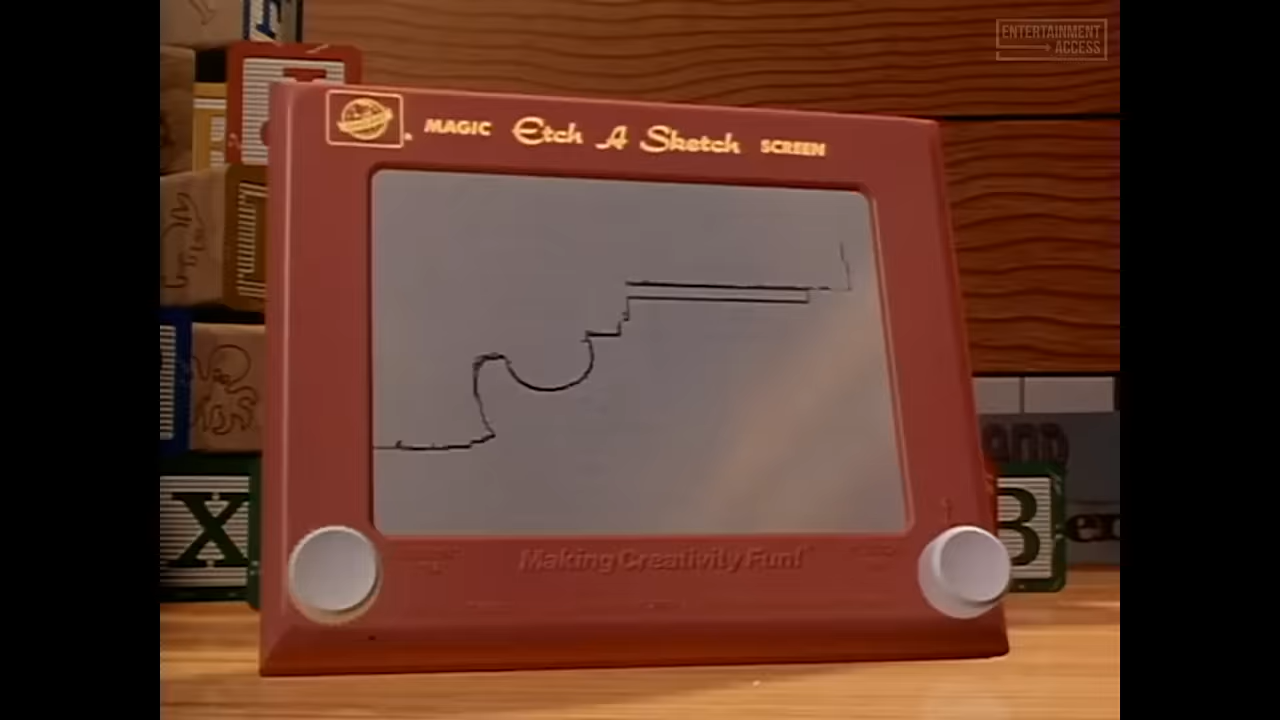 ENTERTAINMENT
ACCESS
F
T
MAGIC Etch A Sketch SCREEN
X
B
Making Creativity Fun!